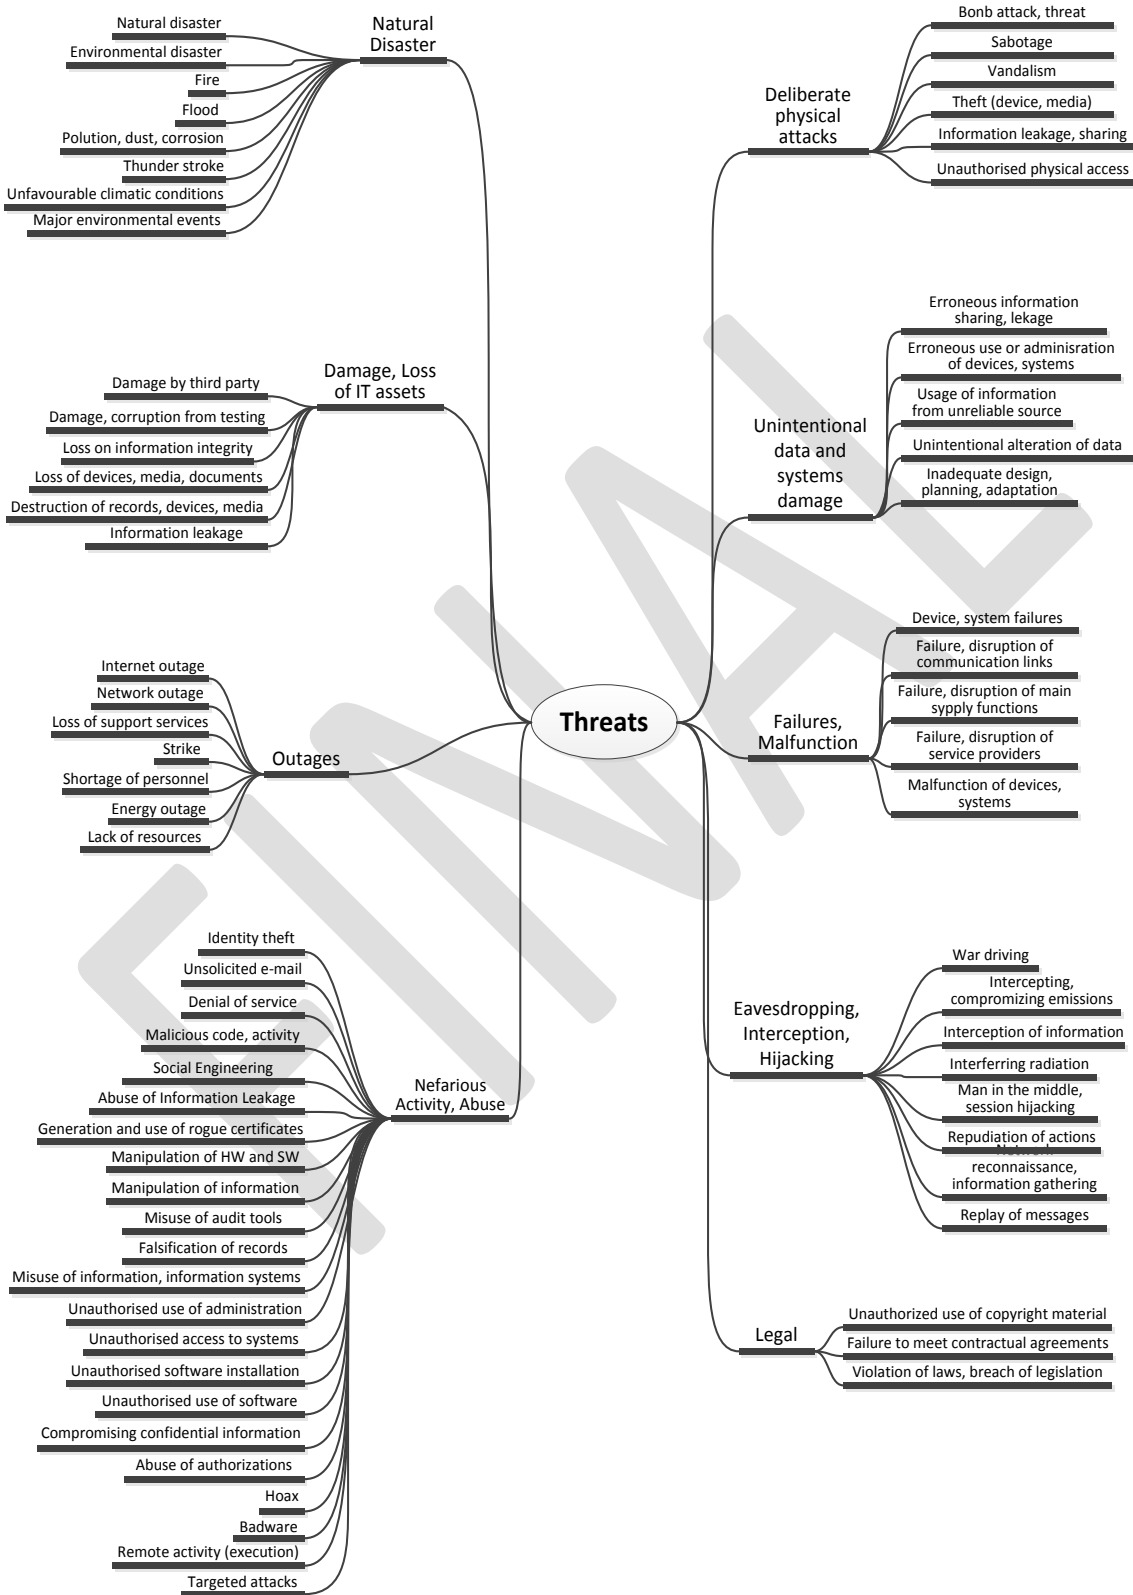 Natural
Disaster
Natural disaster
Environmental disaster
Fire
Flood
Polution, dust, corrosion
Thunder stroke
Unfavourable climatic conditions
Major environmental events
Damage, Loss
of IT assets
Damage by third party
Damage, corruption from testing
Loss on information integrity
Loss of devices, media, documents
Destruction of records, devices, media
Information leakage
Outages
Internet outage
Network outage
Loss of support services
Strike
Shortage of personnel
Energy outage
Lack of resources
Nefarious
Activity, Abuse
Identity theft
Unsolicited e-mail
Denial of service
Malicious code, activity
Social Engineering
Abuse of Information Leakage
Generation and use of rogue certificates
Manipulation of HW and SW
Manipulation of information
Misuse of audit tools
Falsification of records
Misuse of information, information systems
Unauthorised use of administration
Unauthorised access to systems
Unauthorised software installation
Unauthorised use of software
Compromising confidential information
Abuse of authorizations
Hoax
Badware
Remote activity (execution)
Targeted attacks
Threats
Deliberate
physical
attacks
Bonb attack, threat
Sabotage
Vandalism
Theft (device, media)
Information leakage, sharing
Unauthorised physical access
Unintentional
data and
systems
damage
Erroneous information
sharing, lekage
Erroneous use or adminisration
of devices, systems
Usage of information
from unreliable source
Unintentional alteration of data
Inadequate design,
planning, adaptation
Failures,
Malfunction
Device, system failures
Failure, disruption of
communication links
Failure, disruption of main
sypply functions
Failure, disruption of
service providers
Malfunction of devices,
systems
Eavesdropping,
Interception,
Hijacking
War driving
Intercepting,
compromizing emissions
Interception of information
Interferring radiation
Man in the middle,
session hijacking
Repudiation of actions
Network
reconnaissance,
information gathering
Replay of messages
Legal
Unauthorized use of copyright material
Failure to meet contractual agreements
Violation of laws, breach of legislation
FINAL